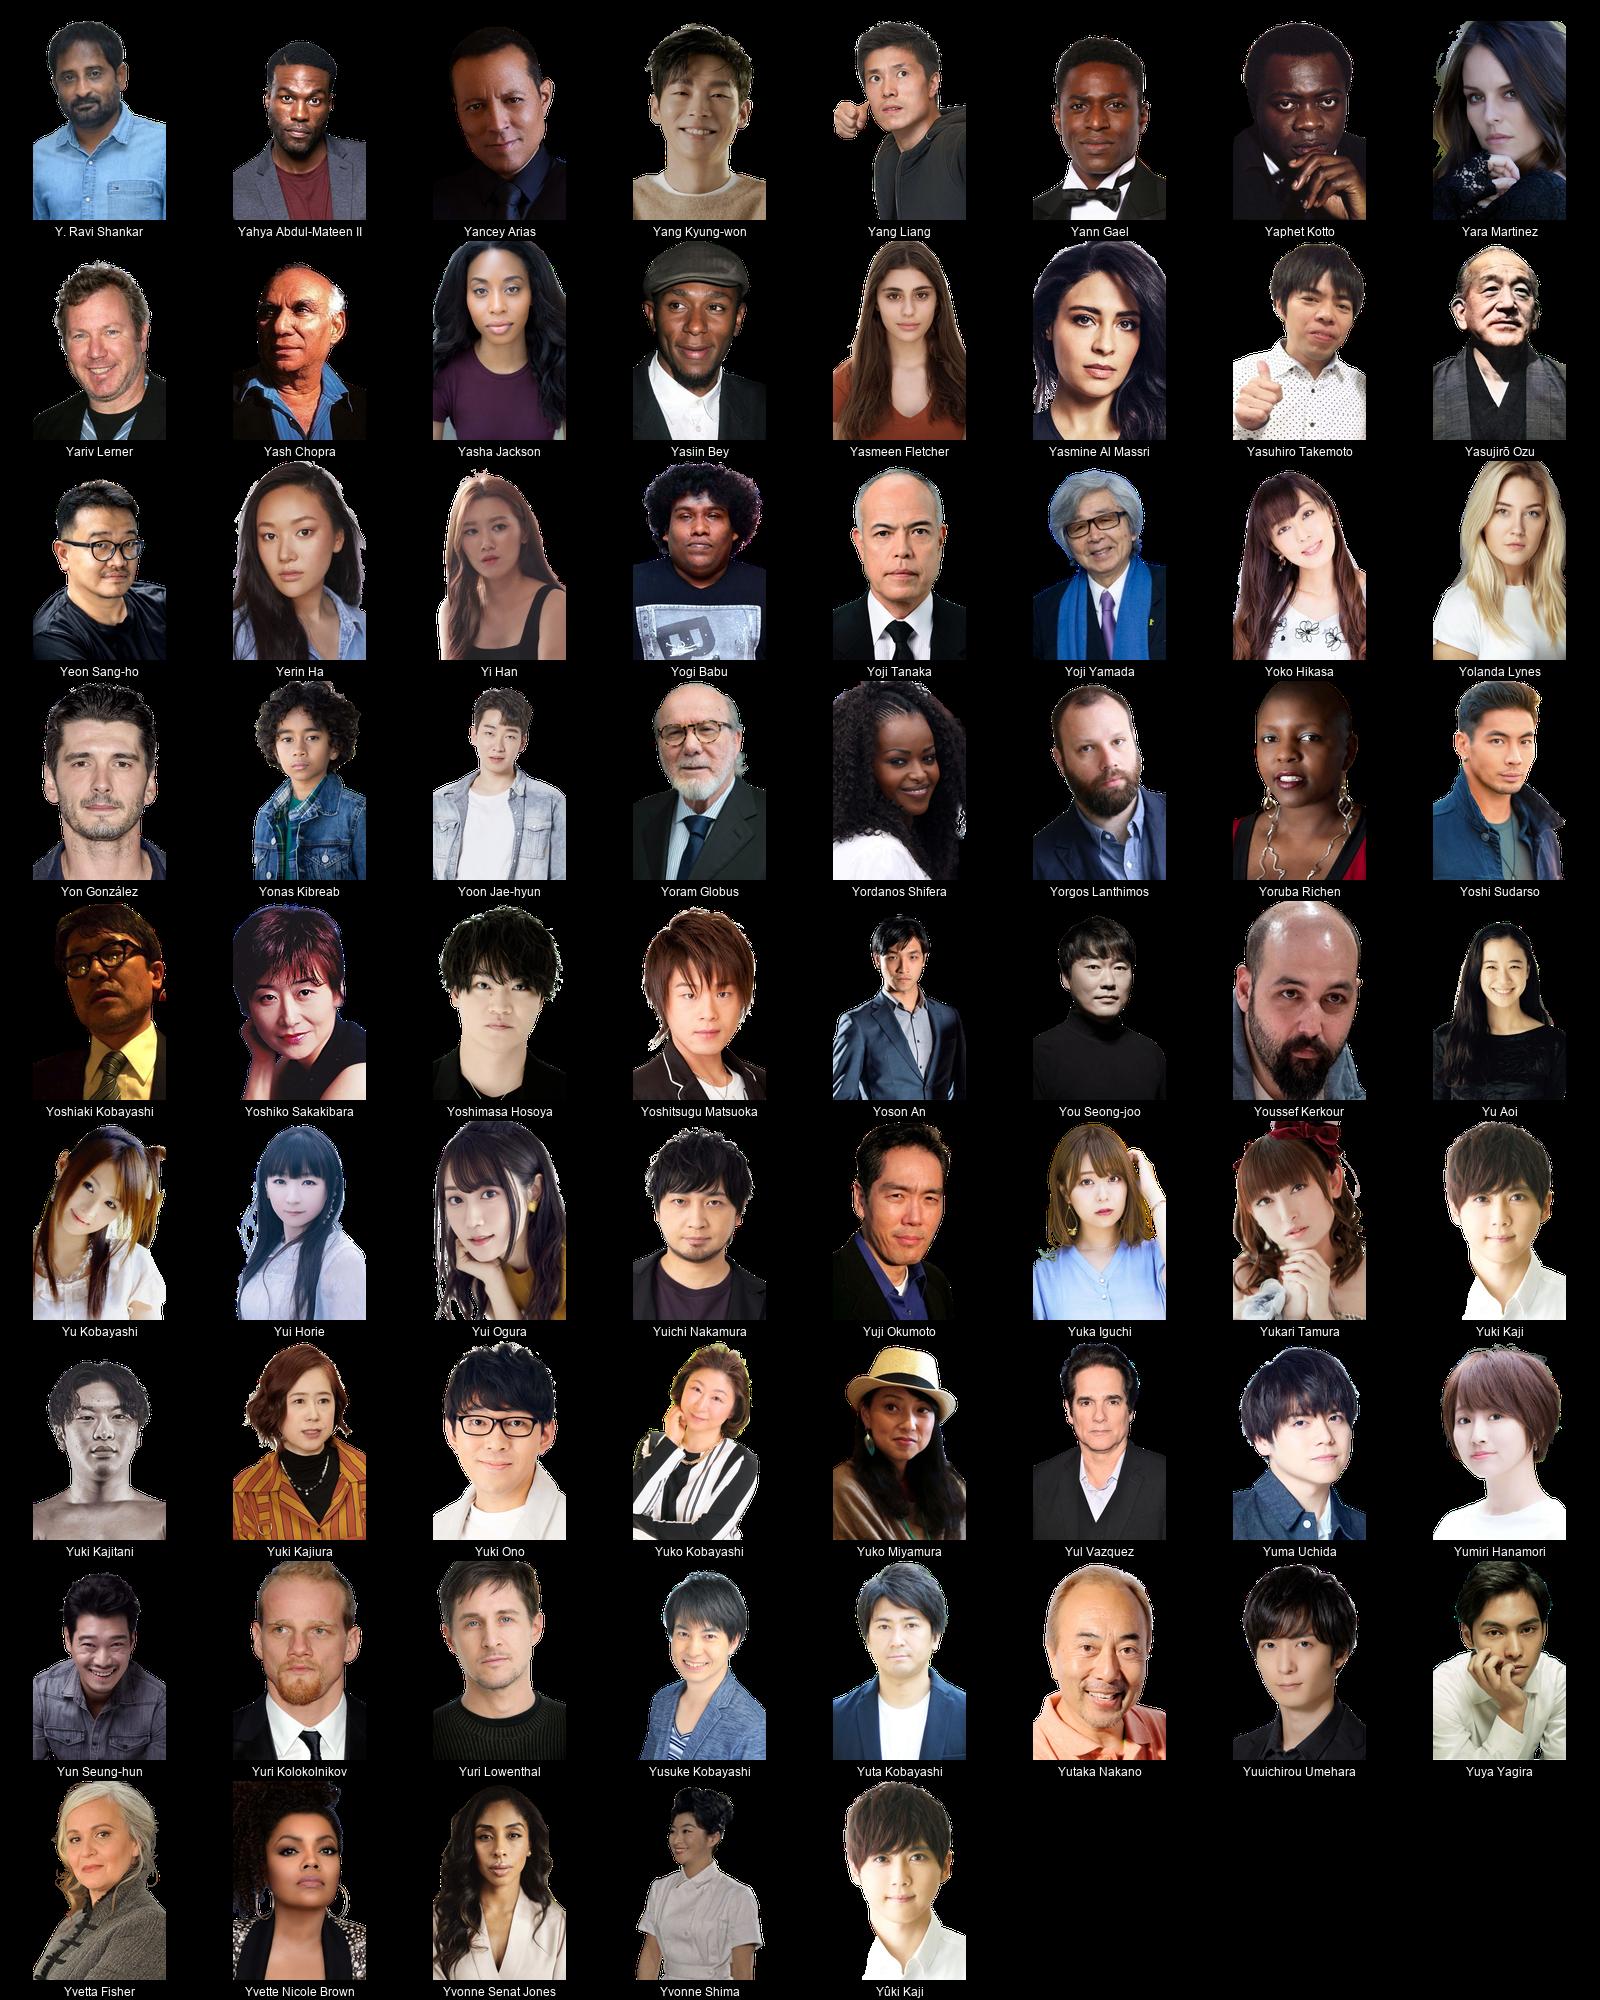 Y. Ravi Shankar
Yahya Abdul-Mateen II
Yancey Arias
Yang Kyung-won
Yang Liang
Yann Gael
Yaphet Kotto
Yara Martinez
Yariv Lerner
Yash Chopra
Yasha Jackson
Yasiin Bey
Yasmeen Fletcher
Yasmine Al Massri
Yasuhiro Takemoto
Yasujirō Ozu
Yeon Sang-ho
Yerin Ha
Yi Han
Yogi Babu
Yoji Tanaka
Yoji Yamada
Yoko Hikasa
Yolanda Lynes
Yon González
Yonas Kibreab
Yoon Jae-hyun
Yoram Globus
Yordanos Shifera
Yorgos Lanthimos
Yoruba Richen
Yoshi Sudarso
Yoshiaki Kobayashi
Yoshiko Sakakibara
Yoshimasa Hosoya
Yoshitsugu Matsuoka
Yoson An
You Seong-joo
Youssef Kerkour
Yu Aoi
Yu Kobayashi
Yui Horie
Yui Ogura
Yuichi Nakamura
Yuji Okumoto
Yuka Iguchi
Yukari Tamura
Yuki Kaji
Yuki Kajitani
Yuki Kajiura
Yuki Ono
Yuko Kobayashi
Yuko Miyamura
Yul Vazquez
Yuma Uchida
Yumiri Hanamori
Yun Seung-hun
Yuri Kolokolnikov
Yuri Lowenthal
Yusuke Kobayashi
Yuta Kobayashi
Yutaka Nakano
Yuuichirou Umehara
Yuya Yagira
Yvetta Fisher
Yvette Nicole Brown
Yvonne Senat Jones
Yvonne Shima
Yûki Kaji